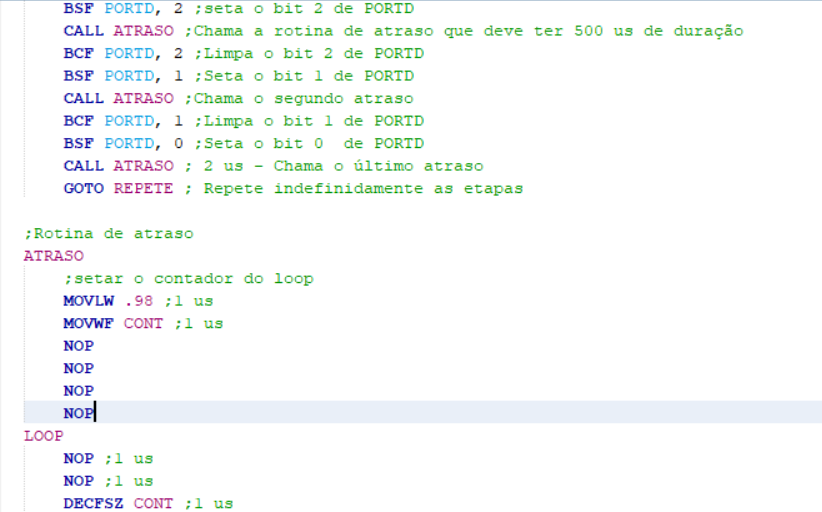 BSF PORTD, 2 ;seta o bit 2 de PORTD
CALL ATRASO ;Chama a rotina de atraso que deve ter 500 us de duração
BCF PORTD, 2 ;Limpa o bit 2 de PORTD
BSF PORTD, 1 ;Seta o bit 1 de PORTD
CALL ATRASO ;Chama o segundo atraso
BCF PORTD, 1 ;Limpa o bit 1 de PORTD
BSF PORTD, 0 ;Seta o bit 0  de PORTD
CALL ATRASO ; 2 us - Chama o último atraso
GOTO REPETE ; Repete indefinidamente as etapas
;Rotina de atraso
ATRASO
;setar o contador do loop
MOVLW .98 ;1 us
MOVWF CONT ;1 us
NOP
NOP
NOP
NOP
LOOP
NOP ;1 us
NOP ;1 us
DECFSZ CONT ;1 us